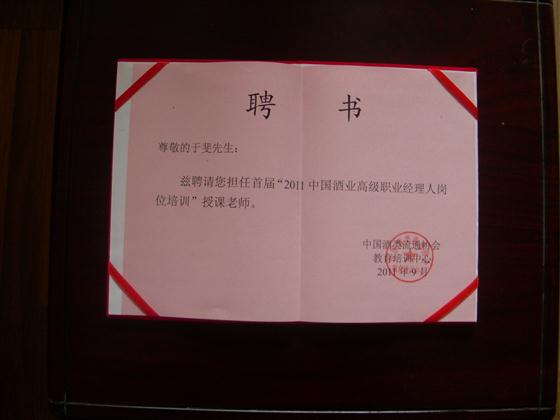 聘 书
尊敬的于斐先生：
兹聘请您担任首届“2011中国酒业高级职业经理人岗
位培训”授课老师。
中国酒类流通协会
教育培训中心
2011年9月